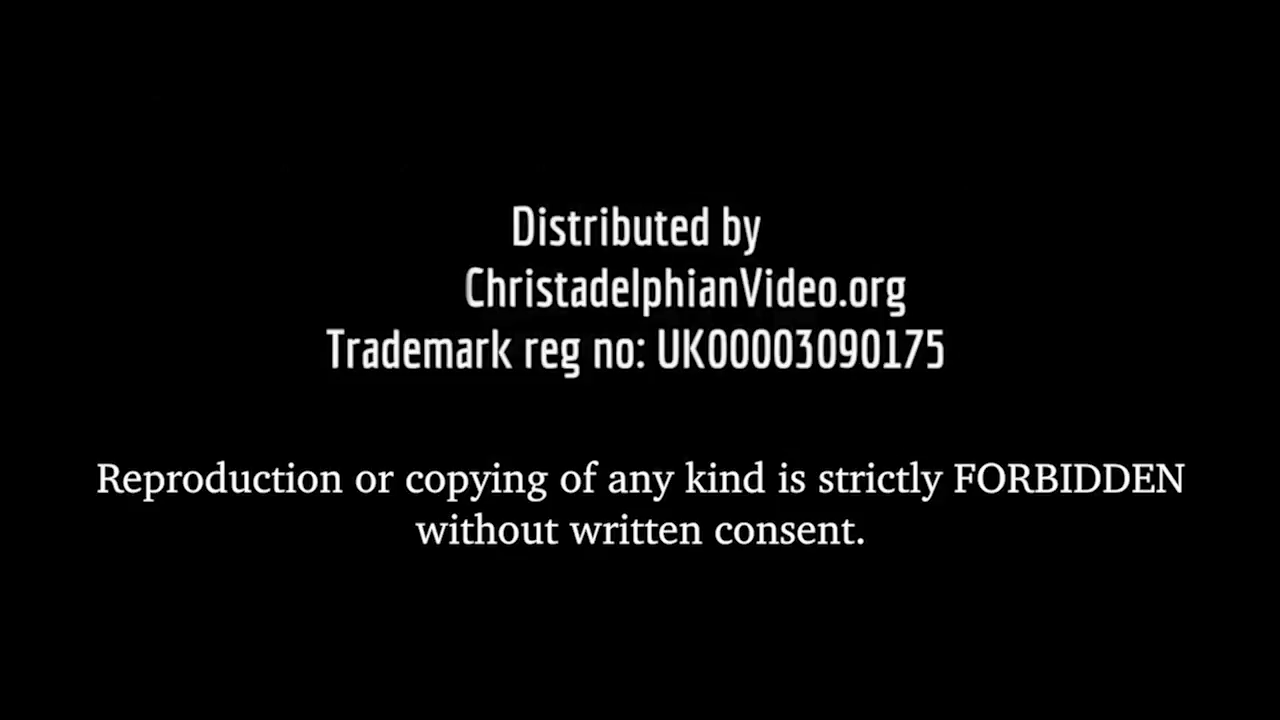 Distributed by
ChristadelphianVideo.org
Trademark reg no: UK00003090175
Reproduction or copying of any kind is strictly FORBIDDEN
without written consent.